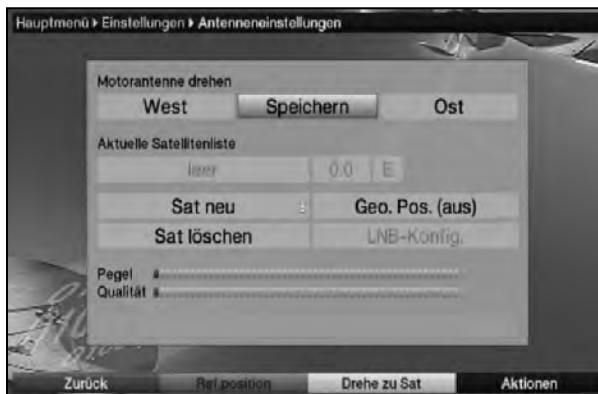 Hauptmenü ▸ Einstellungen ▸ Antenneneinstellungen
Motorantenne drehen
West Speichern Ost
Aktuelle Satellitenliste
leer 0.0 E
Sat neu Geo. Pos. (aus)
Sat löschen LNB-Konfig.
Pegel
Qualität
Zurück Ref.position Drehe zu Sat Aktionen